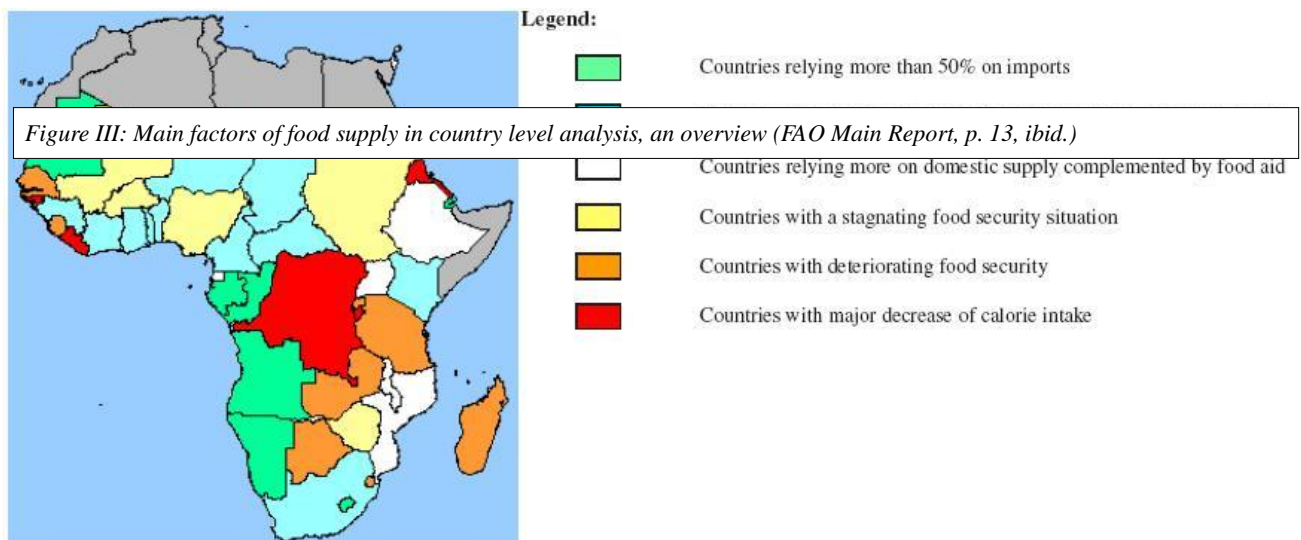 Legend:
Countries relying more than 50% on imports
Figure III: Main factors of food supply in country level analysis, an overview (FAO Main Report, p. 13, ibid.)
Countries relying more on domestic supply complemented by food aid
Countries with a stagnating food security situation
Countries with deteriorating food security
Countries with major decrease of calorie intake